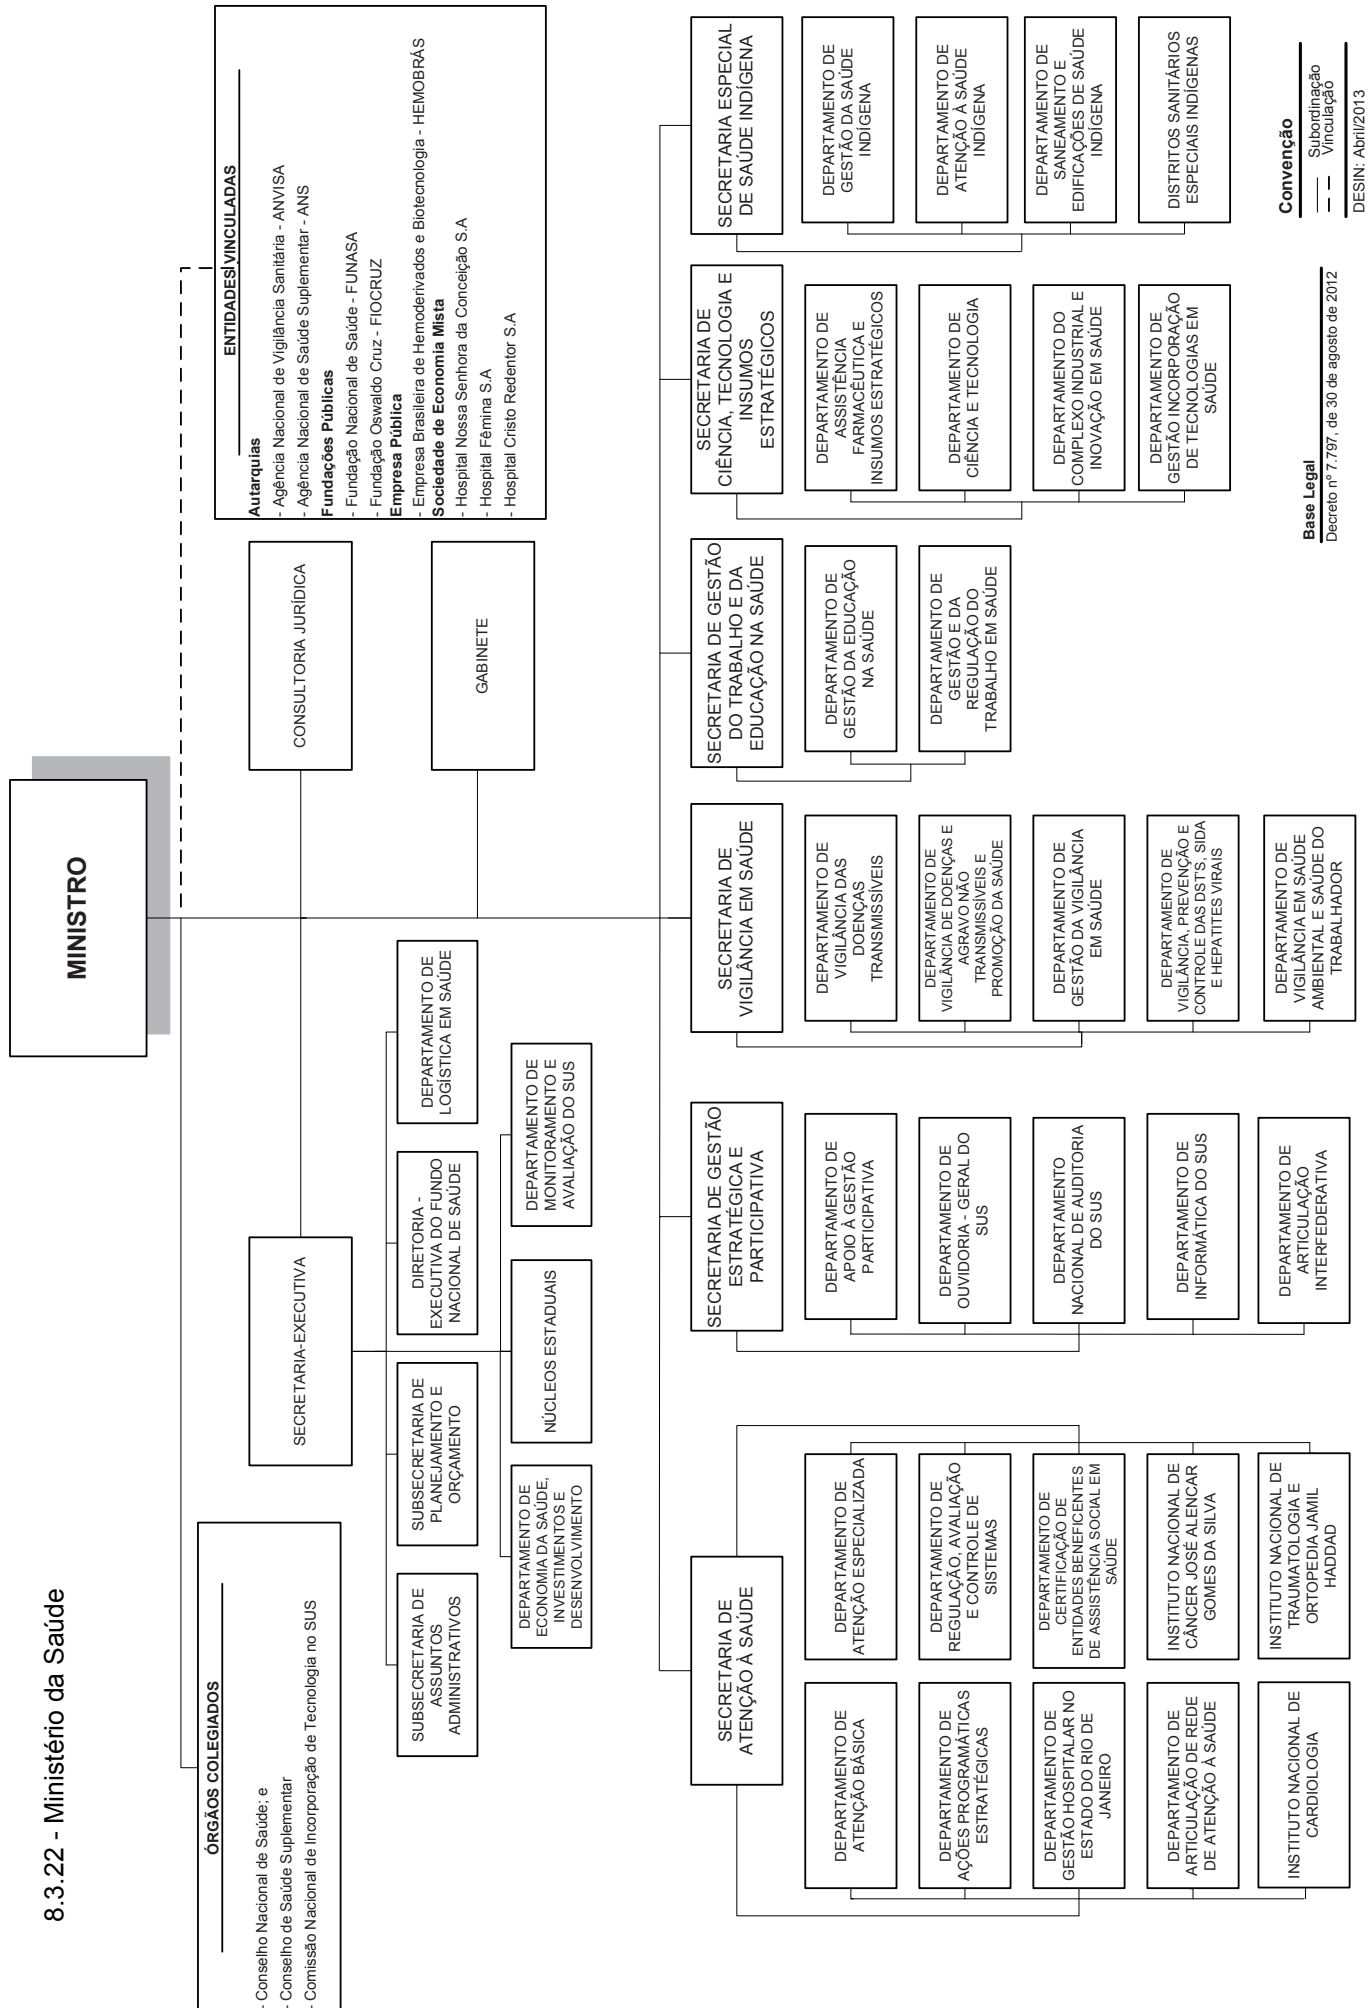 8.3.22 - Ministério da Saúde
MINISTRO
ÓRGÃOS COLEGIADOS
- Conselho Nacional de Saúde; e
- Conselho de Saúde Suplementar
- Comissão Nacional de Incorporação de Tecnologia no SUS
SECRETARIA-EXECUTIVA
CONSULTORIA JURÍDICA
GABINETE
ENTIDADES VINCULADAS
Autarquias
- Agência Nacional de Vigilância Sanitária - ANVISA
- Agência Nacional de Saúde Suplementar - ANS
Fundações Públicas
- Fundação Nacional de Saúde - FUNASA
- Fundação Oswaldo Cruz - FIOCRUZ
Empresa Pública
- Empresa Brasileira de Hemoderivados e Biotecnologia - HEMOBRÁS
Sociedade de Economia Mista
- Hospital Nossa Senhora da Conceição S.A
- Hospital Fêmina S.A
- Hospital Cristo Redentor S.A
SUBSECRETARIA DE
ASSUNTOS
ADMINISTRATIVOS
SUBSECRETARIA DE
PLANEJAMENTO E
ORÇAMENTO
DIRETORIA -
EXECUTIVA DO FUNDO
NACIONAL DE SAÚDE
DEPARTAMENTO DE
LOGÍSTICA EM SAÚDE
DEPARTAMENTO DE
ECONOMIA DA SAÚDE,
INVESTIMENTOS E
DESENVOLVIMENTO
NÚCLEOS ESTADUAIS
DEPARTAMENTO DE
MONITORAMENTO E
AVALIAÇÃO DO SUS
SECRETARIA DE
ATENÇÃO À SAÚDE
DEPARTAMENTO DE
ATENÇÃO BÁSICA
DEPARTAMENTO DE
AÇÕES PROGRAMÁTICAS
ESTRATÉGICAS
DEPARTAMENTO DE
GESTÃO HOSPITALAR NO
ESTADO DO RIO DE
JANEIRO
DEPARTAMENTO DE
ARTICULAÇÃO DE REDE
DE ATENÇÃO À SAÚDE
INSTITUTO NACIONAL DE
CARDIOLOGIA
DEPARTAMENTO DE
ATENÇÃO ESPECIALIZADA
DEPARTAMENTO DE
REGULAÇÃO, AVALIAÇÃO
E CONTROLE DE
SISTEMAS
DEPARTAMENTO DE
CERTIFICAÇÃO DE
ENTIDADES BENEFICENTES
DE ASSISTÊNCIA SOCIAL EM
SAÚDE
INSTITUTO NACIONAL DE
CÂNCER JOSÉ ALENCAR
GOMES DA SILVA
INSTITUTO NACIONAL DE
TRAUMATOLOGIA E
ORTOPEDIA JAMIL
HADDAD
SECRETARIA DE GESTÃO
ESTRATÉGICA E
PARTICIPATIVA
DEPARTAMENTO DE
APOIO À GESTÃO
PARTICIPATIVA
DEPARTAMENTO DE
OUVIDORIA - GERAL DO
SUS
DEPARTAMENTO
NACIONAL DE AUDITORIA
DO SUS
DEPARTAMENTO DE
INFORMÁTICA DO SUS
DEPARTAMENTO DE
ARTICULAÇÃO
INTERFEDERATIVA
SECRETARIA DE
VIGILÂNCIA EM SAÚDE
DEPARTAMENTO DE
VIGILÂNCIA DAS
DOENÇAS
TRANSMISSÍVEIS
DEPARTAMENTO DE
VIGILÂNCIA DE DOENÇAS E
AGRAVO NÃO
TRANSMISSÍVEIS E
PROMOÇÃO DA SAÚDE
DEPARTAMENTO DE
GESTÃO DA VIGILÂNCIA
EM SAÚDE
DEPARTAMENTO DE
VIGILÂNCIA, PREVENÇÃO E
CONTROLE DAS DST'S, SIDA
E HEPATITES VIRAIS
DEPARTAMENTO DE
VIGILÂNCIA EM SAÚDE
AMBIENTAL E SAÚDE DO
TRABALHADOR
SECRETARIA DE GESTÃO
DO TRABALHO E DA
EDUCAÇÃO NA SAÚDE
DEPARTAMENTO DE
GESTÃO DA EDUCAÇÃO
NA SAÚDE
DEPARTAMENTO DE
GESTÃO E DA
REGULAÇÃO DO
TRABALHO EM SAÚDE
SECRETARIA DE
CIÊNCIA, TECNOLOGIA E
INSUMOS
ESTRATÉGICOS
DEPARTAMENTO DE
ASSISTÊNCIA
FARMACÊUTICA E
INSUMOS ESTRATÉGICOS
DEPARTAMENTO DE
CIÊNCIA E TECNOLOGIA
DEPARTAMENTO DO
COMPLEXO INDUSTRIAL E
INOVAÇÃO EM SAÚDE
DEPARTAMENTO DE
GESTÃO INCORPORAÇÃO
DE TECNOLOGIAS EM
SAÚDE
SECRETARIA ESPECIAL
DE SAÚDE INDÍGENA
DEPARTAMENTO DE
GESTÃO DA SAÚDE
INDÍGENA
DEPARTAMENTO DE
ATENÇÃO À SAÚDE
INDÍGENA
DEPARTAMENTO DE
SANEAMENTO E
EDIFICAÇÕES DE SAÚDE
INDÍGENA
DISTRITOS SANITÁRIOS
ESPECIAIS INDÍGENAS
Base Legal
Decreto nº 7.797, de 30 de agosto de 2012
Convenção
Subordinação
Vinculação
DESIN: Abril/2013